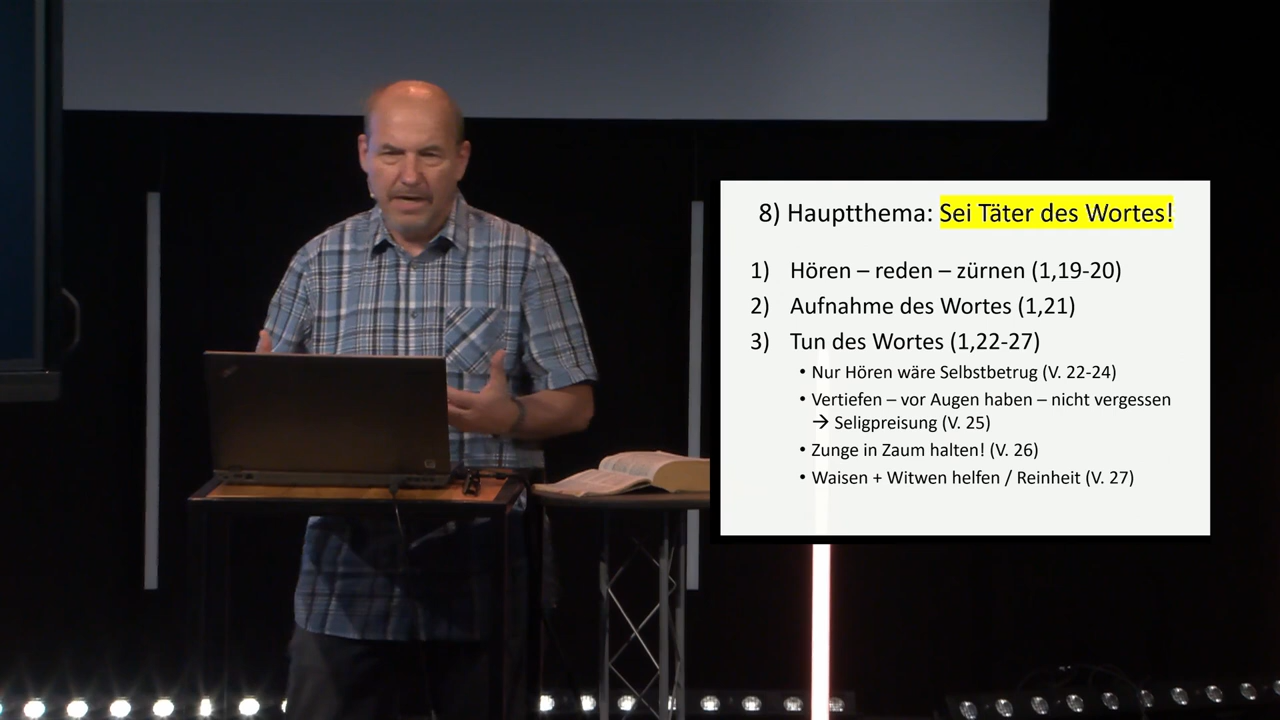 8) Hauptthema: Sei Täter des Wortes!
1) Hören – reden – zürnen (1,19-20)
2) Aufnahme des Wortes (1,21)
3) Tun des Wortes (1,22-27)
• Nur Hören wäre Selbstbetrug (V. 22-24)
• Vertiefen – vor Augen haben – nicht vergessen
→ Seligpreisung (V. 25)
• Zunge in Zaum halten! (V. 26)
• Waisen + Witwen helfen / Reinheit (V. 27)